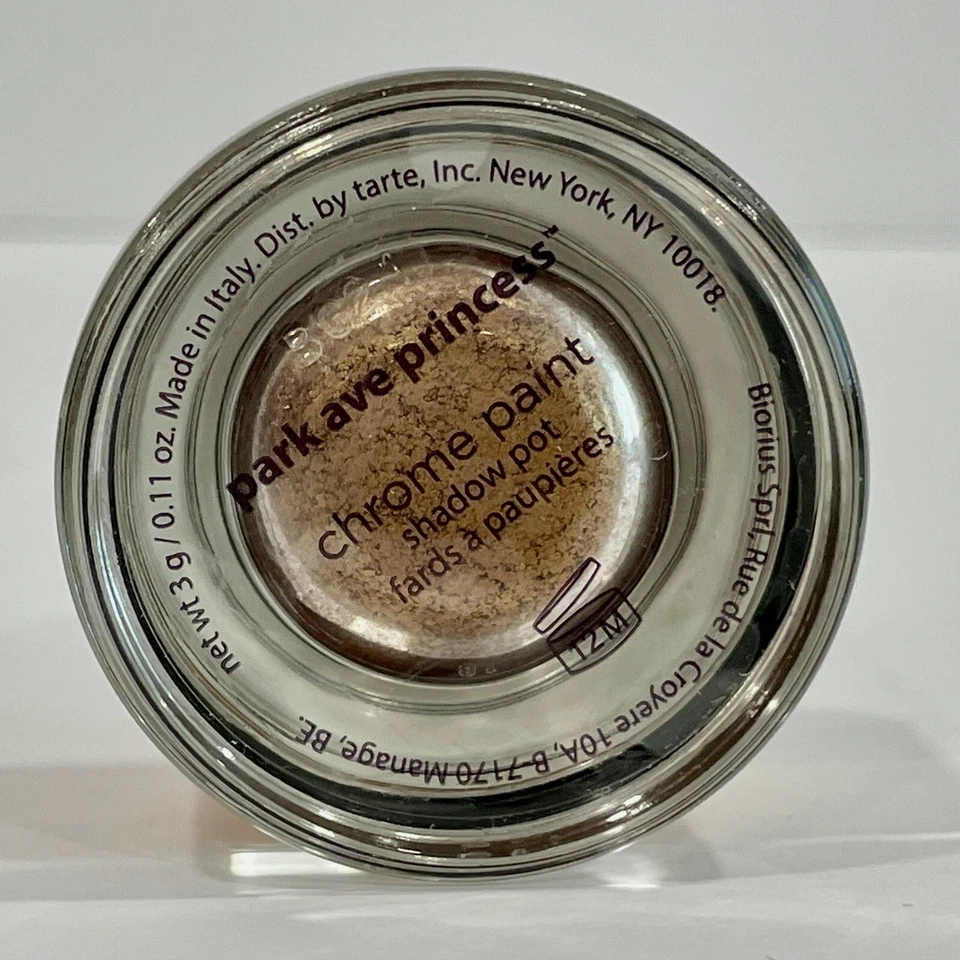 park ave princess™
chrome paint
shadow pot
fards à paupières
12M
net wt 3 g / 0.11 oz. Made in Italy. Dist. by tarte, Inc. New York, NY 10018.
Biorius Sprl, Rue de la Croyere 10A, B-7170 Manage, BE.